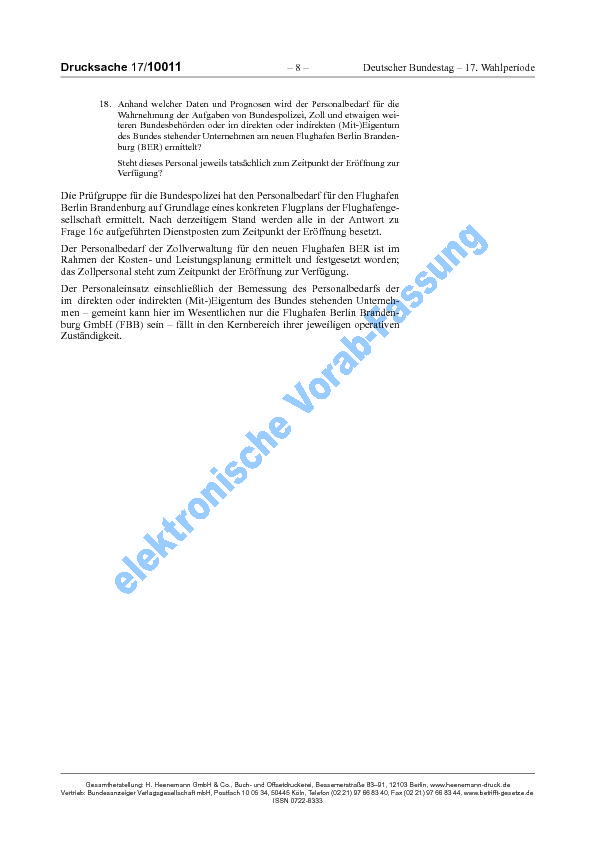 Drucksache 17/10011 – 8 – Deutscher Bundestag – 17. Wahlperiode
18. Anhand welcher Daten und Prognosen wird der Personalbedarf für die
Wahrnehmung der Aufgaben von Bundespolizei, Zoll und etwaigen wei-
teren Bundesbehörden oder im direkten oder indirekten (Mit-)Eigentum
des Bundes stehender Unternehmen am neuen Flughafen Berlin Branden-
burg (BER) ermittelt?
Steht dieses Personal jeweils tatsächlich zum Zeitpunkt der Eröffnung zur
Verfügung?
Die Prüfgruppe für die Bundespolizei hat den Personalbedarf für den Flughafen
Berlin Brandenburg auf Grundlage eines konkreten Flugplans der Flughafenge-
sellschaft ermittelt. Nach derzeitigem Stand werden alle in der Antwort zu
Frage 16c aufgeführten Dienstposten zum Zeitpunkt der Eröffnung besetzt.
Der Personalbedarf der Zollverwaltung für den neuen Flughafen BER ist im
Rahmen der Kosten- und Leistungsplanung ermittelt und festgesetzt worden;
das Zollpersonal steht zum Zeitpunkt der Eröffnung zur Verfügung.
Der Personaleinsatz einschließlich der Bemessung des Personalbedarfs der
im direkten oder indirekten (Mit-)Eigentum des Bundes stehenden Unterneh-
men – gemeint kann hier im Wesentlichen nur die Flughafen Berlin Branden-
burg GmbH (FBB) sein – fällt in den Kernbereich ihrer jeweiligen operativen
Zuständigkeit.
elektronische Vorab-Fassung
Gesamtherstellung: H. Heenemann GmbH & Co., Buch- und Offsetdruckerei, Bessemerstraße 83–91, 12103 Berlin, www.heenemann-druck.de
Vertrieb: Bundesanzeiger Verlagsgesellschaft mbH, Postfach 10 05 34, 50445 Köln, Telefon (02 21) 97 66 83 40, Fax (02 21) 97 66 83 44, www.betrifft-gesetze.de
ISSN 0722-8333